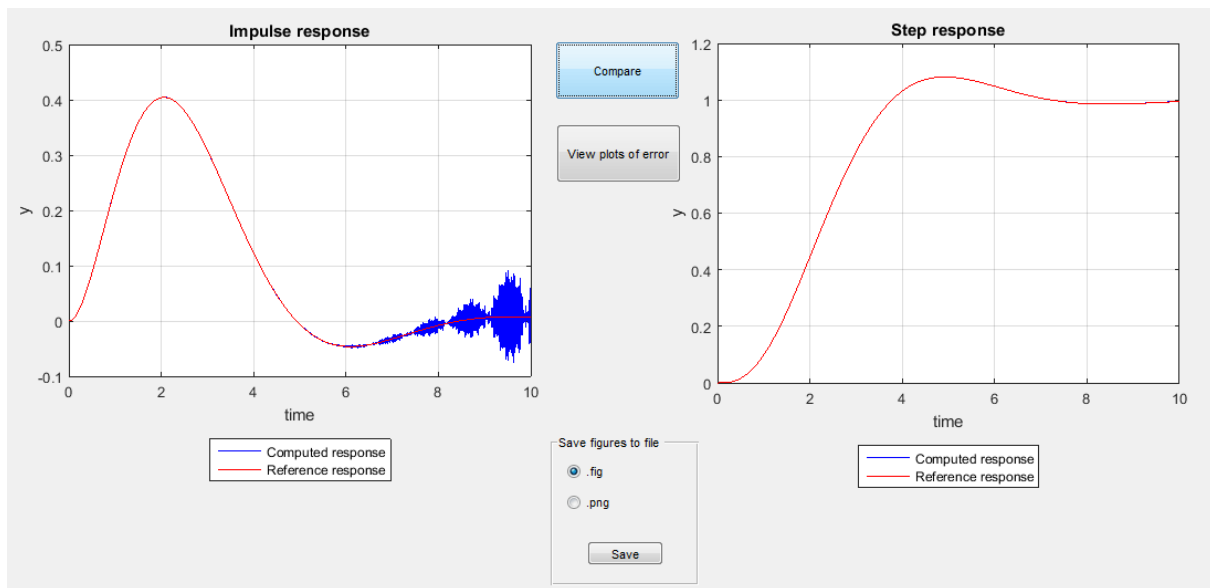 Impulse response
0.5
0.4
0.3
0.2
0.1
0
-0.1
y
0 2 4 6 8 10
time
Computed response
Reference response
Compare
View plots of error
Save figures to file
.fig
.png
Save
Step response
1.2
1
0.8
0.6
0.4
0.2
0
y
0 2 4 6 8 10
time
Computed response
Reference response